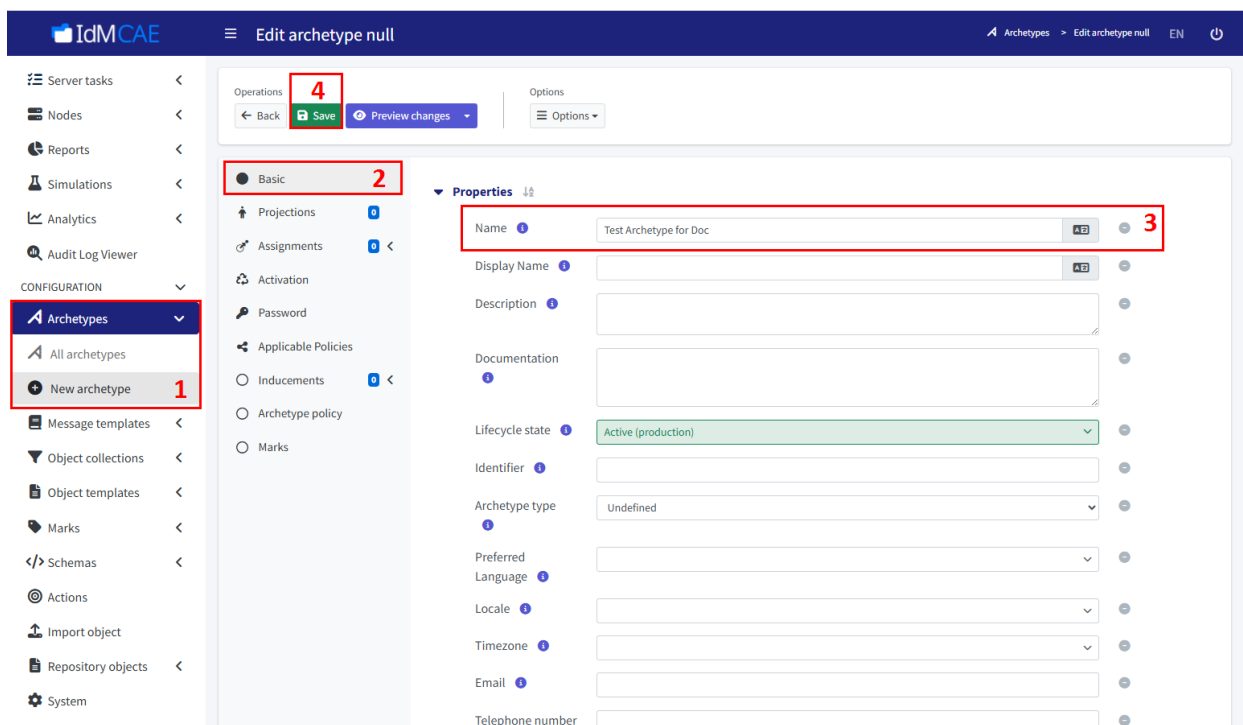 IdMCAE
Edit archetype null
Archetypes > Edit archetype null EN
Server tasks
Nodes
Reports
Simulations
Analytics
Audit Log Viewer
CONFIGURATION
Archetypes
All archetypes
New archetype 1
Message templates
Object collections
Object templates
Marks
Schemas
Actions
Import object
Repository objects
System
Operations 4
Back Save Preview changes
Options
Options
Basic 2
Projections 0
Assignments 0
Activation
Password
Applicable Policies
Inducements 0
Archetype policy
Marks
Properties
Name Test Archetype for Doc 3
Display Name
Description
Documentation
Lifecycle state Active (production)
Identifier
Archetype type Undefined
Preferred
Language
Locale
Timezone
Email
Telephone number